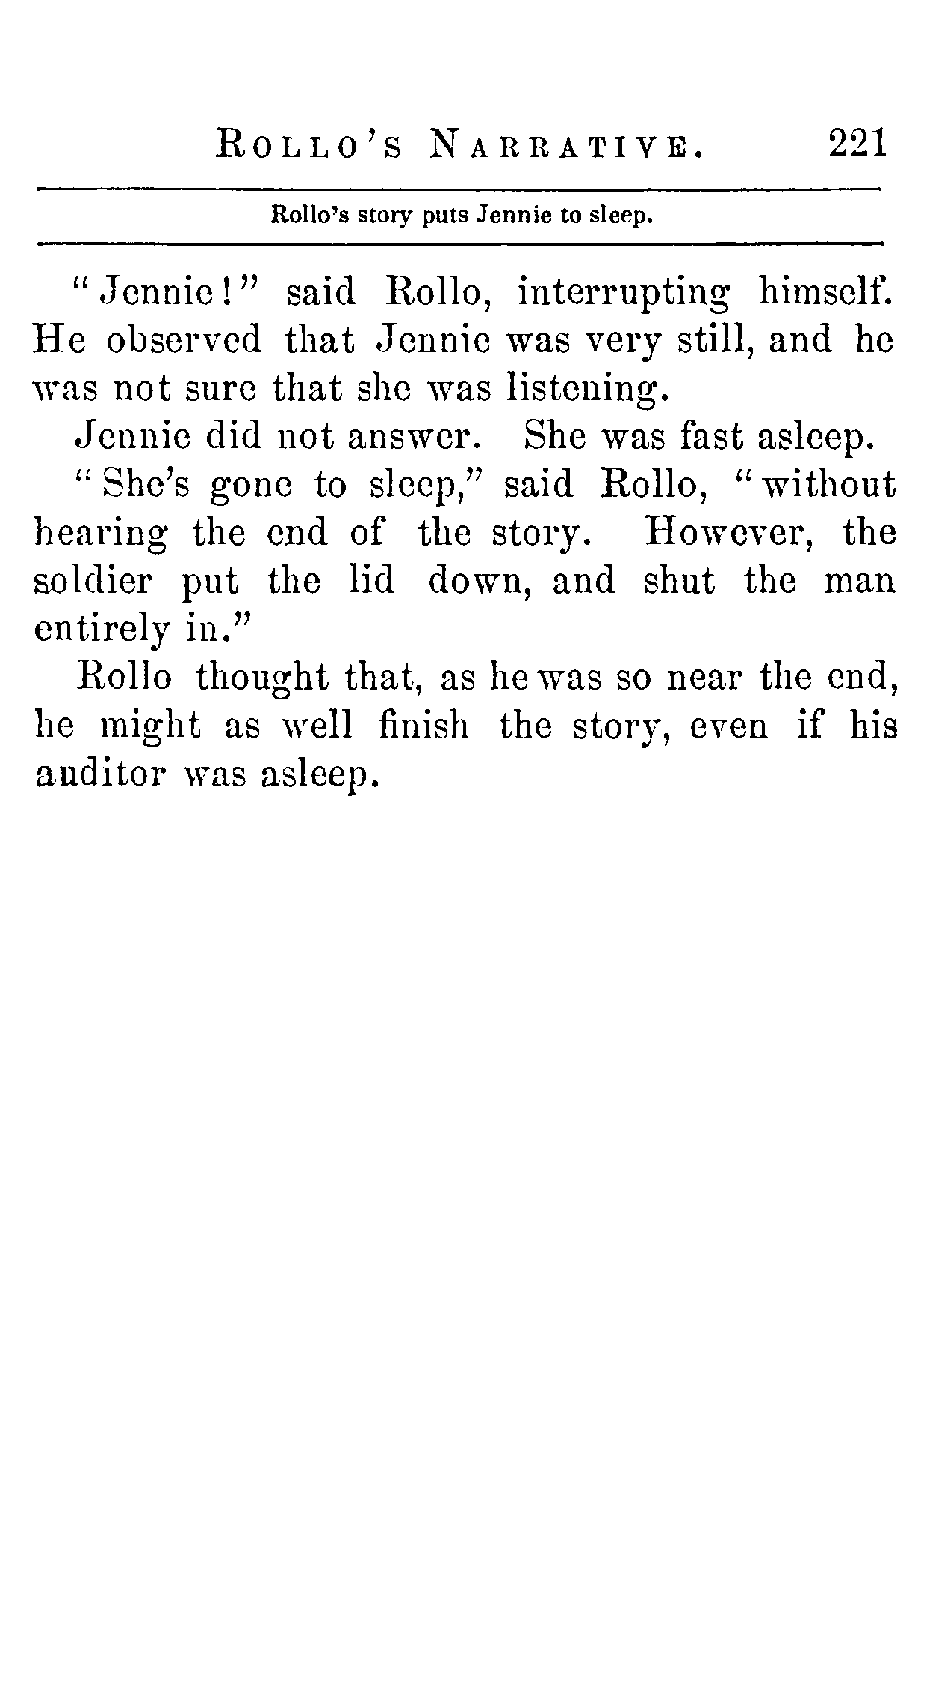 ROLLO'S NARRATIVE. 221
Rollo's story puts Jennie to sleep.
"Jennie!" said Rollo, interrupting himself.
He observed that Jennie was very still, and he
was not sure that she was listening.
Jennie did not answer. She was fast asleep.
"She's gone to sleep," said Rollo, "without
hearing the end of the story. However, the
soldier put the lid down, and shut the man
entirely in."
Rollo thought that, as he was so near the end,
he might as well finish the story, even if his
auditor was asleep.